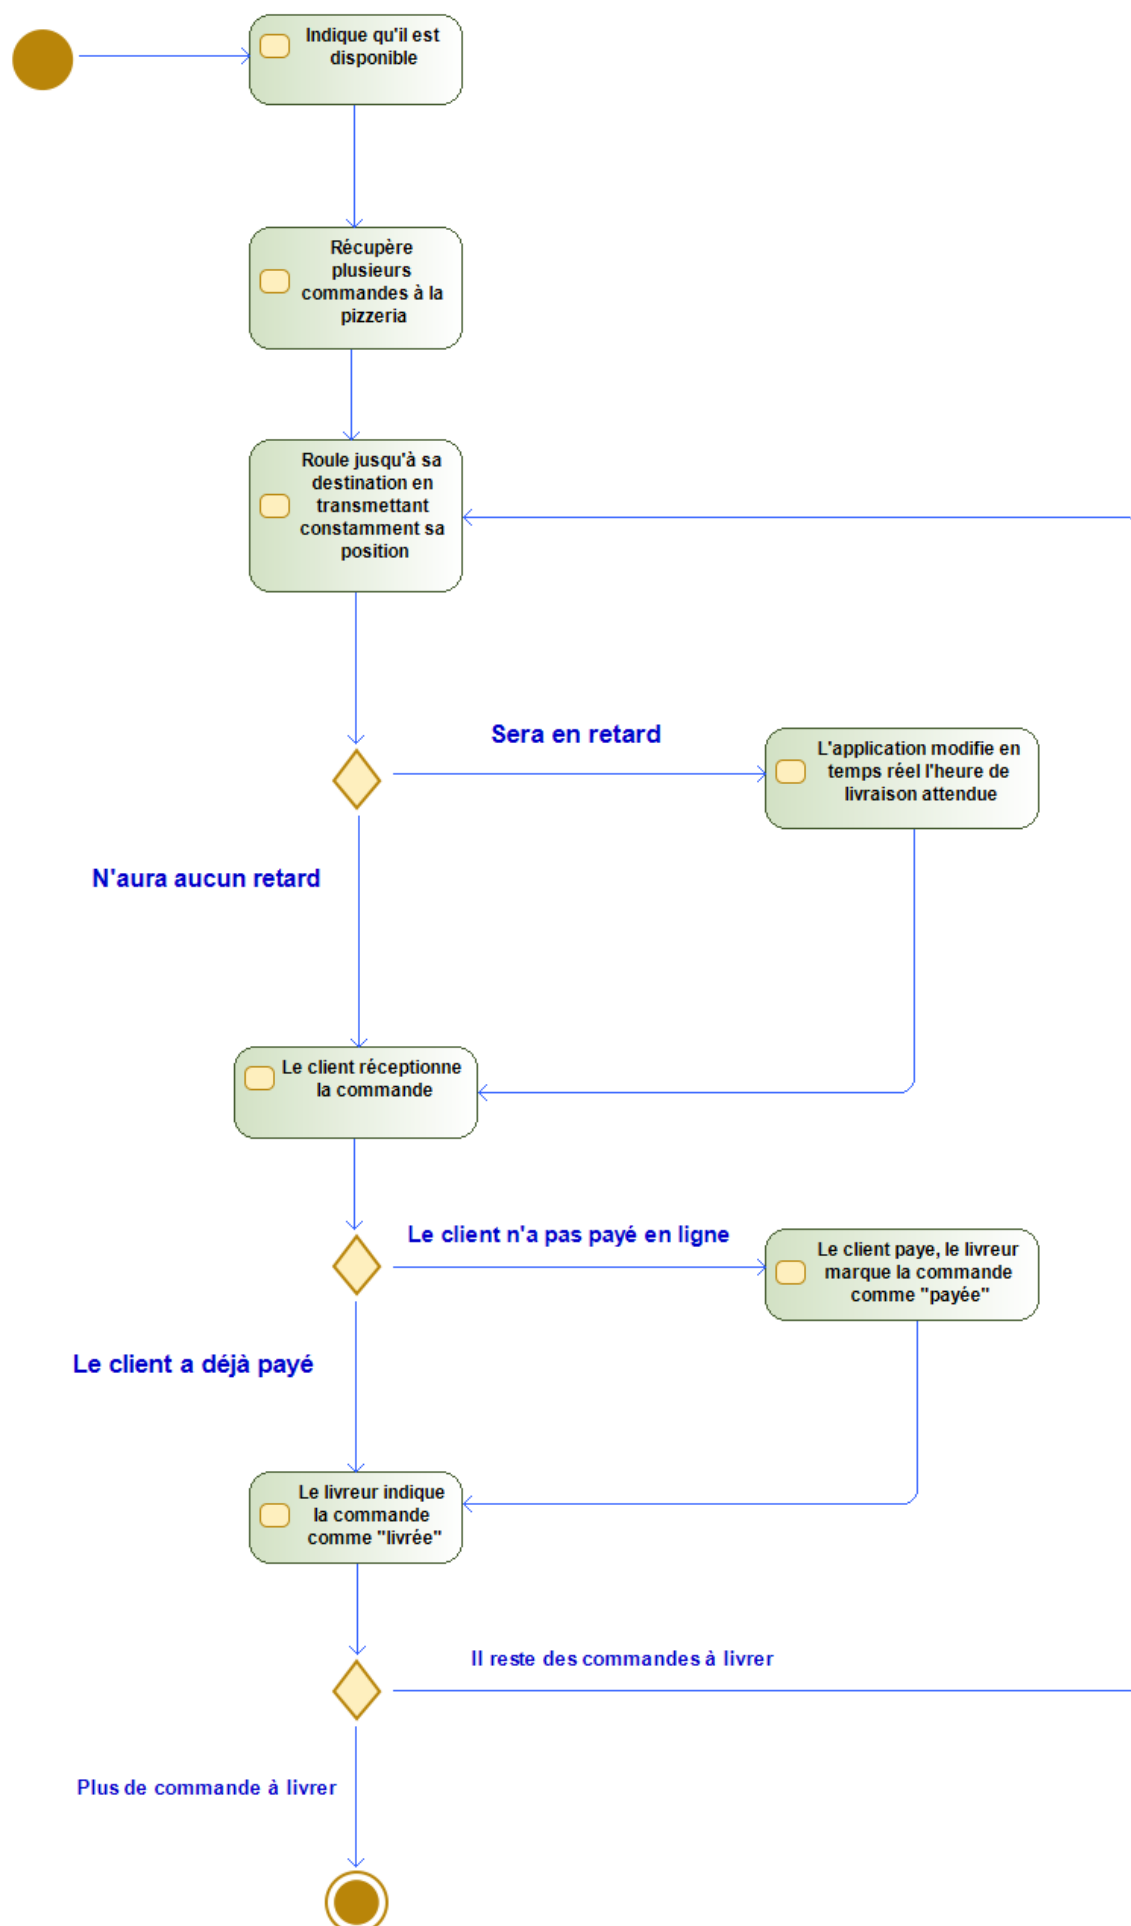 Indique qu'il est
disponible
Récupère
plusieurs
commandes à la
pizzeria
Roule jusqu'à sa
destination en
transmettant
constamment sa
position
Sera en retard
L'application modifie en
temps réel l'heure de
livraison attendue
N'aura aucun retard
Le client réceptionne
la commande
Le client n'a pas payé en ligne
Le client paye, le livreur
marque la commande
comme "payée"
Le client a déjà payé
Le livreur indique
la commande
comme "livrée"
Il reste des commandes à livrer
Plus de commande à livrer